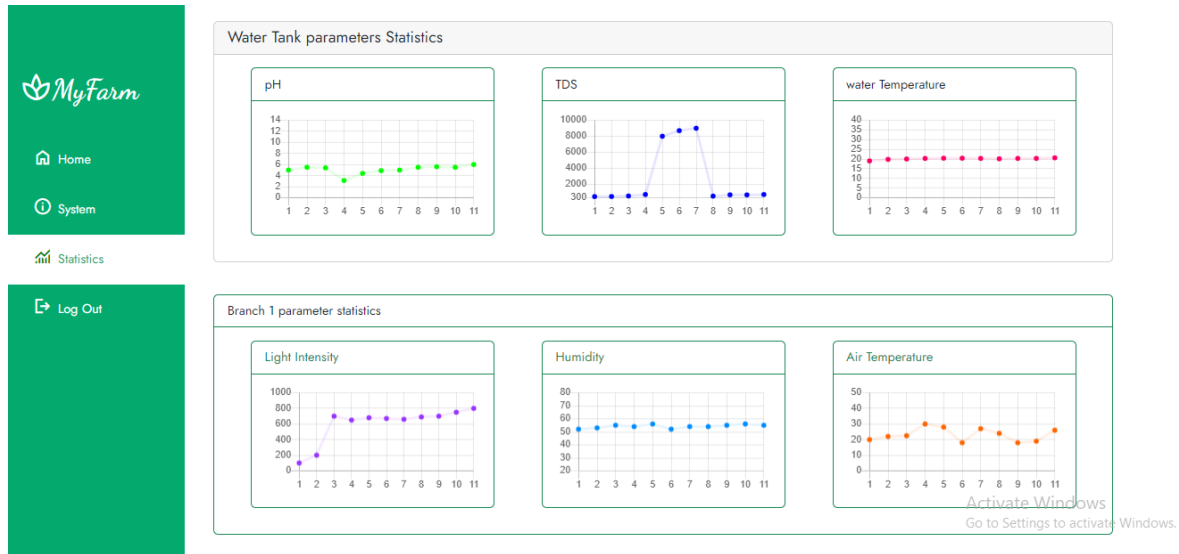 MyFarm
Home
System
Statistics
Log Out
Water Tank parameters Statistics
pH
14
12
10
8
6
4
2
0
1 2 3 4 5 6 7 8 9 10 11
TDS
10000
8000
6000
4000
2000
300
1 2 3 4 5 6 7 8 9 10 11
water Temperature
40
35
30
25
20
15
10
5
0
1 2 3 4 5 6 7 8 9 10 11
Branch 1 parameter statistics
Light Intensity
1000
800
600
400
200
0
1 2 3 4 5 6 7 8 9 10 11
Humidity
80
70
60
50
40
30
20
1 2 3 4 5 6 7 8 9 10 11
Air Temperature
50
40
30
20
10
0
1 2 3 4 5 6 7 8 9 10 11
Activate Windows
Go to Settings to activate Windows.